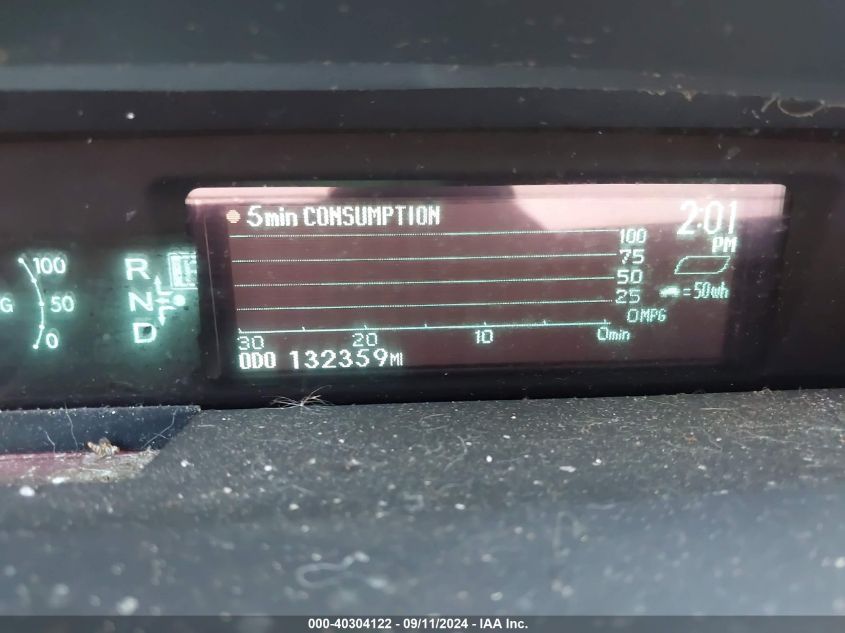 5min CONSUMPTION
2:01
PM
100
75
50
25
0MPG
=50wh
30 20 10 0min
ODO 132359MI
100
50
0
G
R
N
D
000-40304122 - 09/11/2024 - IAA Inc.